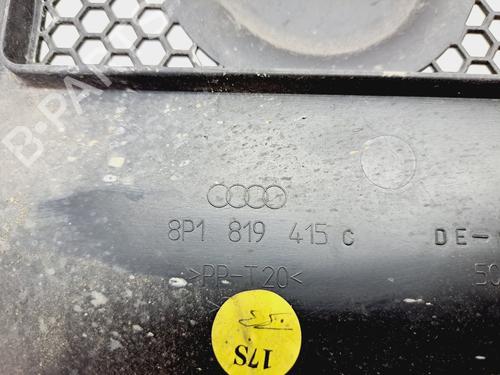 B-PARTS
8P1 819 415 C DE-
>PP-T20<
17S